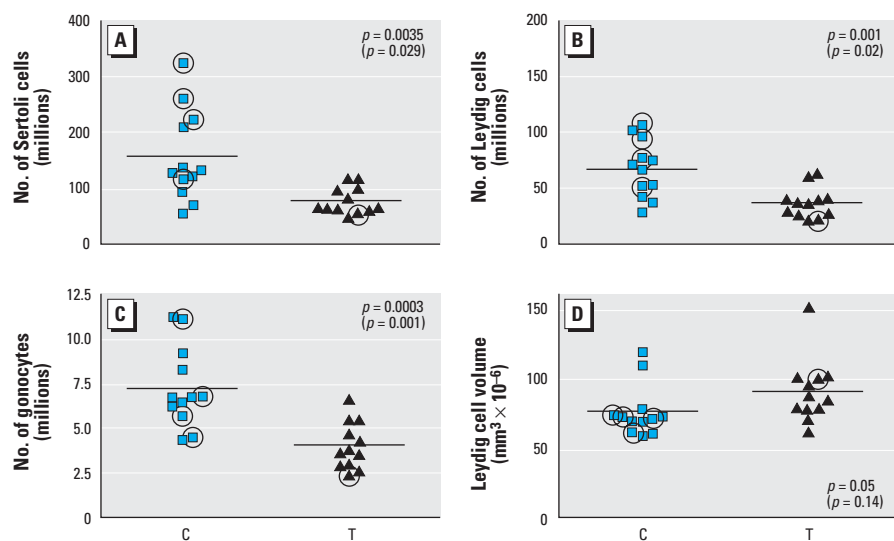 A
No. of Sertoli cells
(millions)
400
300
200
100
0
p = 0.0035
(p = 0.029)
B
No. of Leydig cells
(millions)
200
150
100
50
0
p = 0.001
(p = 0.02)
C
No. of gonocytes
(millions)
12.5
10.0
7.5
5.0
2.5
0
p = 0.0003
(p = 0.001)
C T
D
Leydig cell volume
(mm³ × 10⁻⁶)
150
100
50
0
p = 0.05
(p = 0.14)
C T